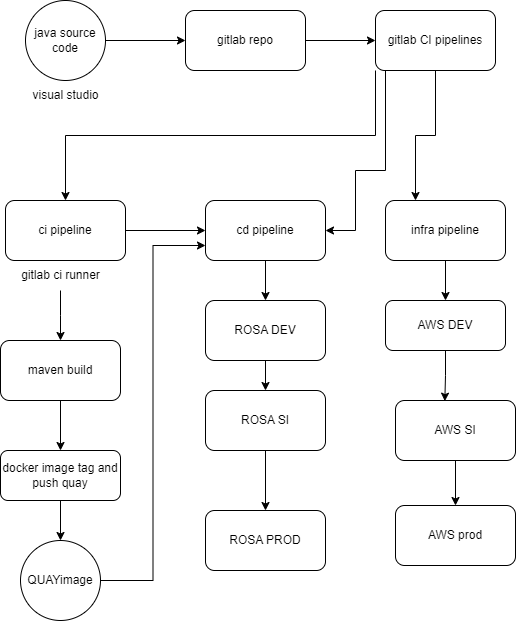 java source
code
gitlab repo
gitlab CI pipelines
visual studio
ci pipeline
cd pipeline
infra pipeline
gitlab ci runner
ROSA DEV
AWS DEV
maven build
ROSA SI
AWS SI
docker image tag and
push quay
ROSA PROD
AWS prod
QUAYimage